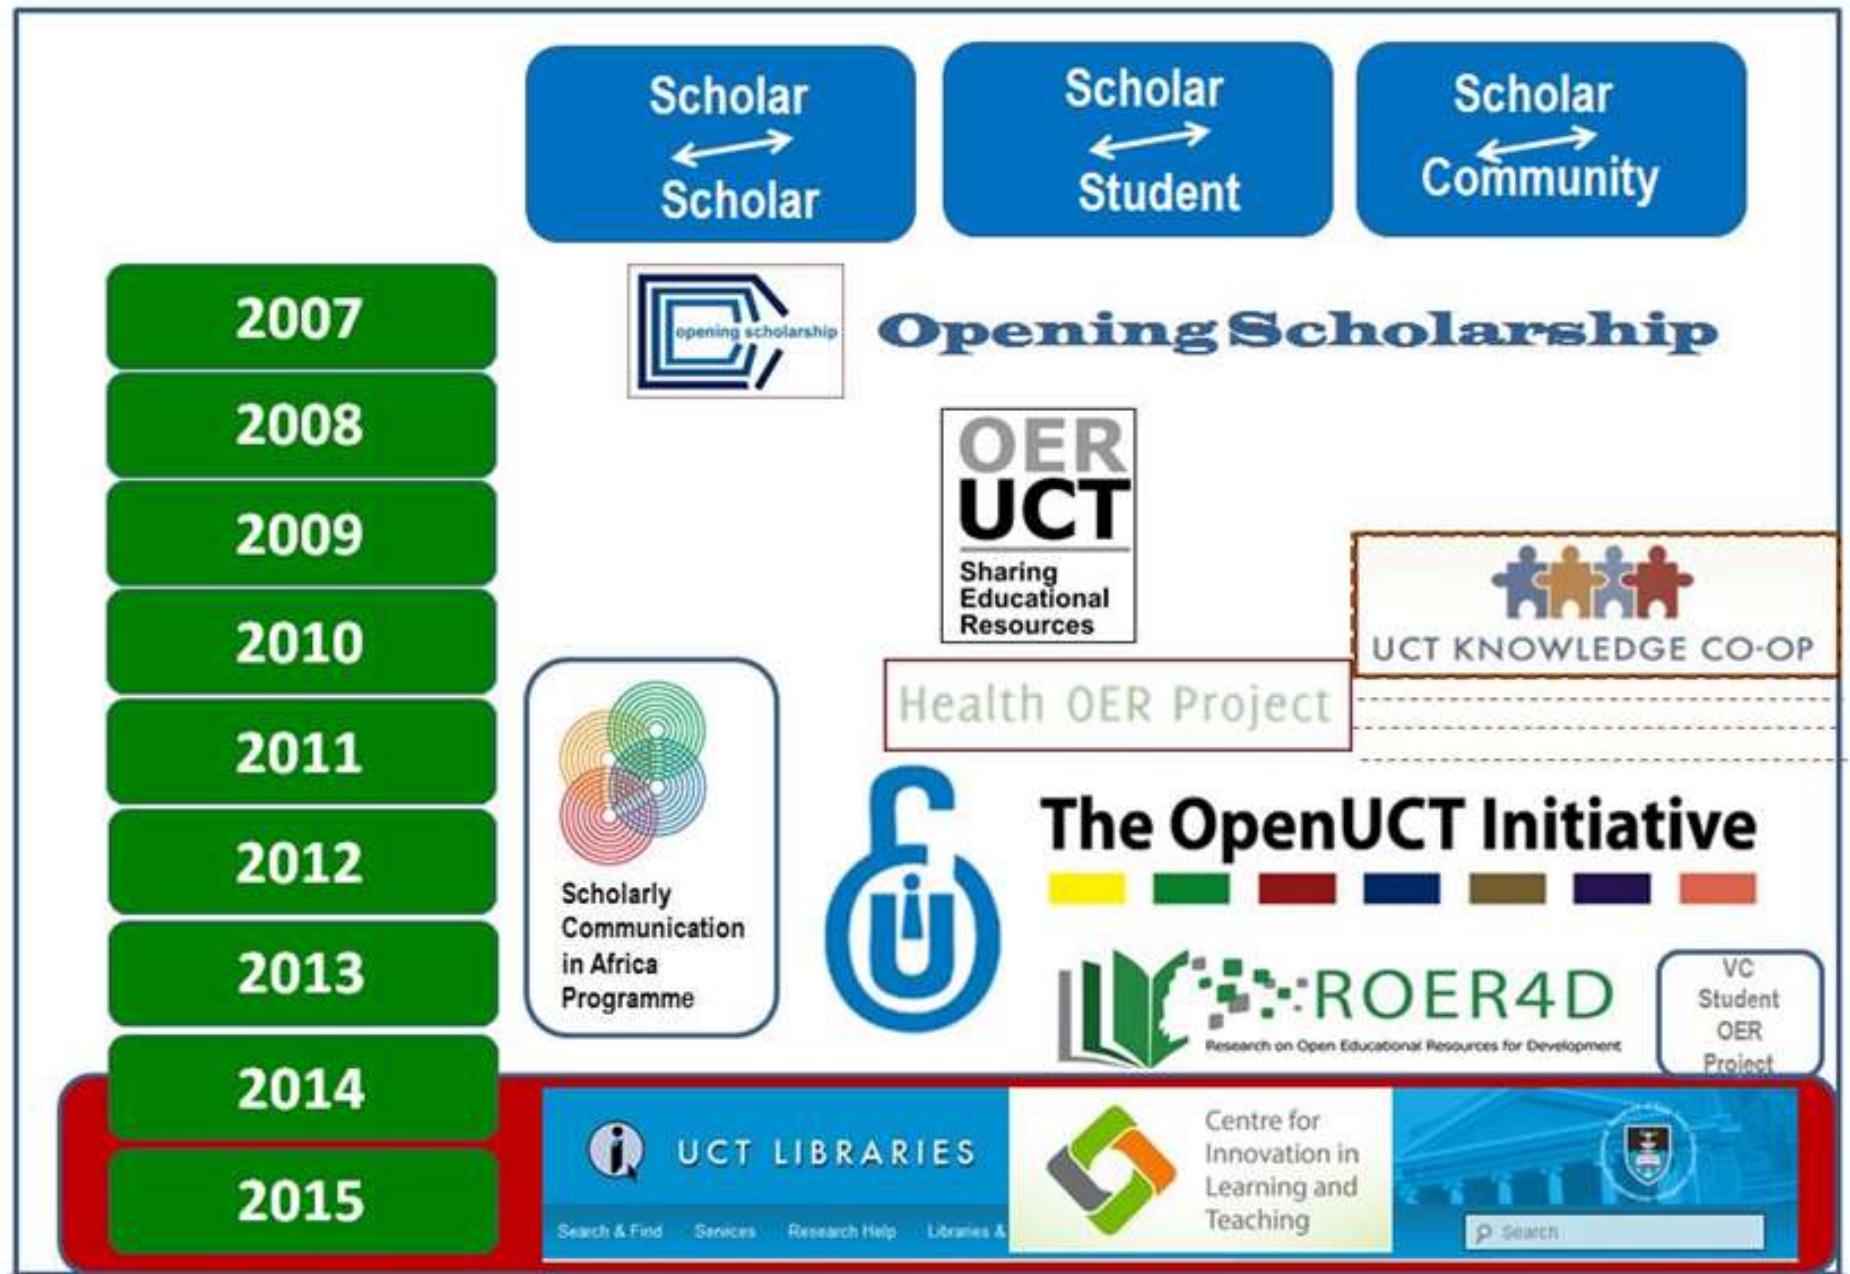 Scholar
Scholar
Scholar
Student
Scholar
Community
2007
opening scholarship
Opening Scholarship
2008
OER
UCT
Sharing
Educational
Resources
2009
UCT KNOWLEDGE CO-OP
2010
Health OER Project
2011
Scholarly
Communication
in Africa
Programme
The OpenUCT Initiative
2012
2013
ROER4D
Research on Open Educational Resources for Development
VC
Student
OER
Project
2014
UCT LIBRARIES
Search & Find Services Research Help Libraries &
Centre for
Innovation in
Learning and
Teaching
Search
2015